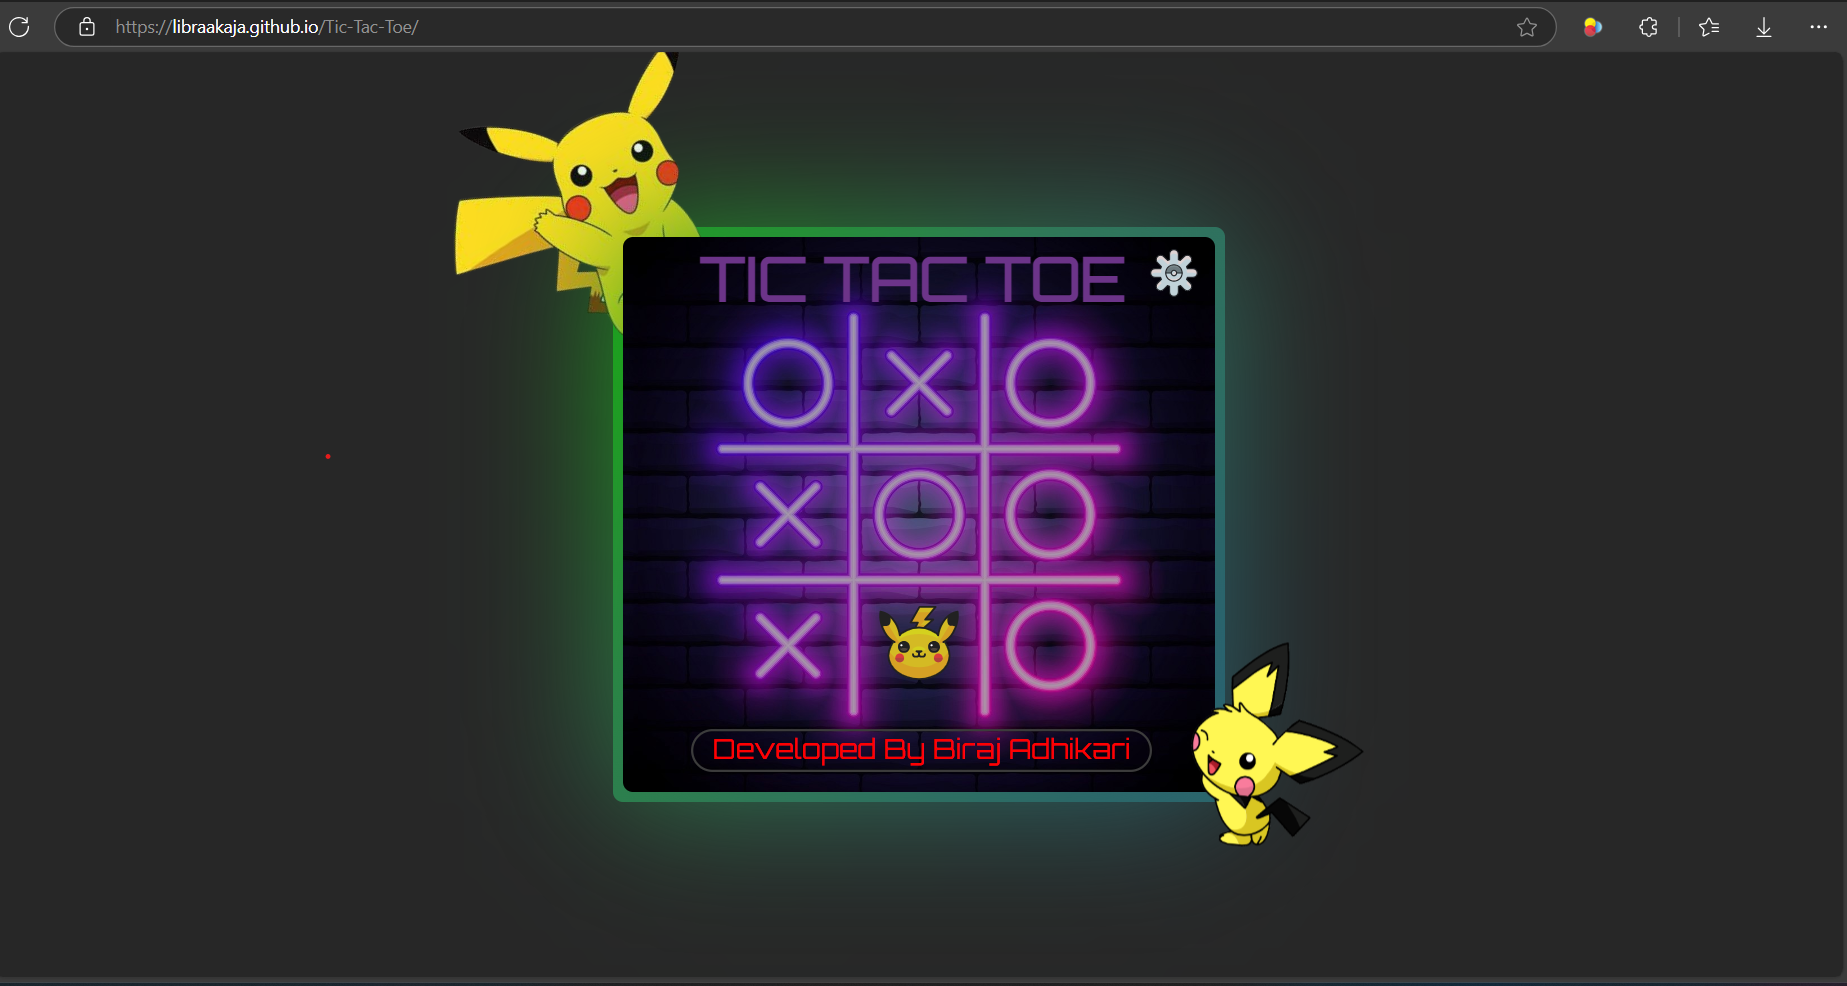 https://libraakaja.github.io/Tic-Tac-Toe/
TIC TAC TOE
Developed By Biraj Adhikari